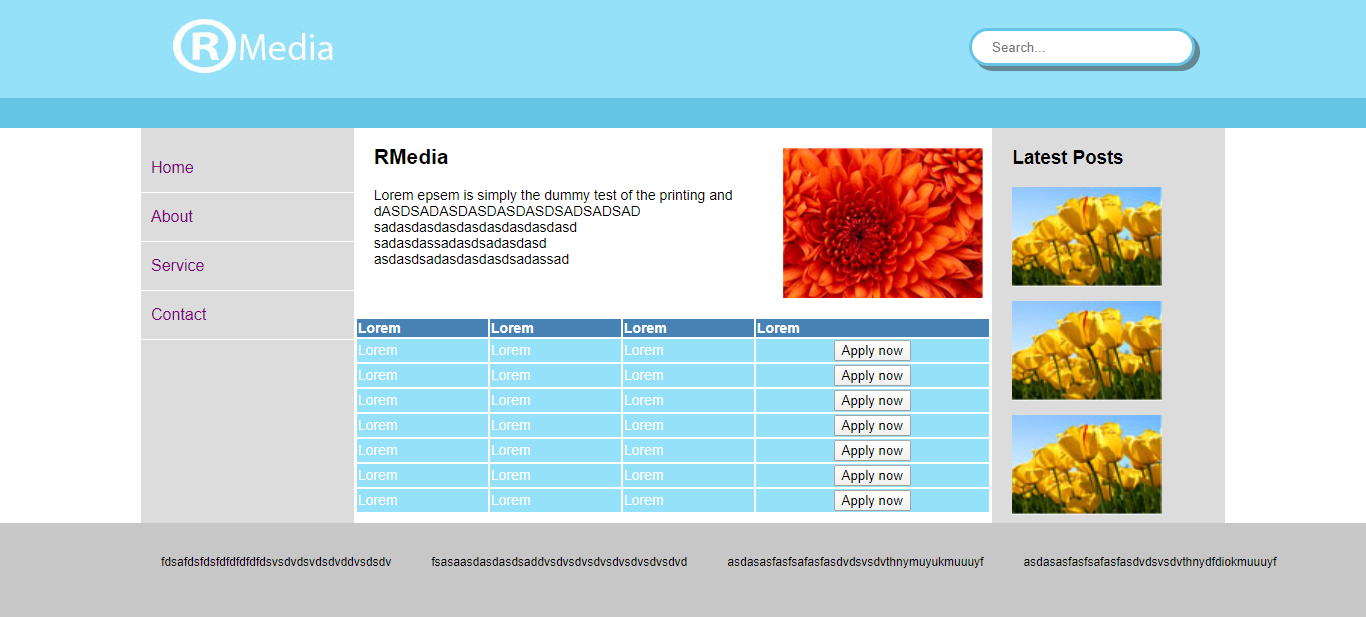 ® Media
Search...
Home
About
Service
Contact
RMedia
Lorem epsem is simply the dummy test of the printing and
dASDSADASDASDASDASDSADSADSAD
sadasdasdasdasdasdasdasdasd
sadasdassadasdsadasdasd
asdasdsadasdasdasdsadassad
Latest Posts
Lorem Lorem Lorem Lorem
Lorem Lorem Lorem Apply now
Lorem Lorem Lorem Apply now
Lorem Lorem Lorem Apply now
Lorem Lorem Lorem Apply now
Lorem Lorem Lorem Apply now
Lorem Lorem Lorem Apply now
Lorem Lorem Lorem Apply now
fdsafdsfdsfdfdfdfdfdsvsdvdsvdsdvddvsdsdv fsasaasdasdasdsaddvsdvsdvsdvsdvsdvsdvsdvd asdasasfasfsafasfasdvdsvsdvthnymuyukmuuuyf asdasasfasfsafasfasdvdsvsdvthnydfdiokmuuuyf